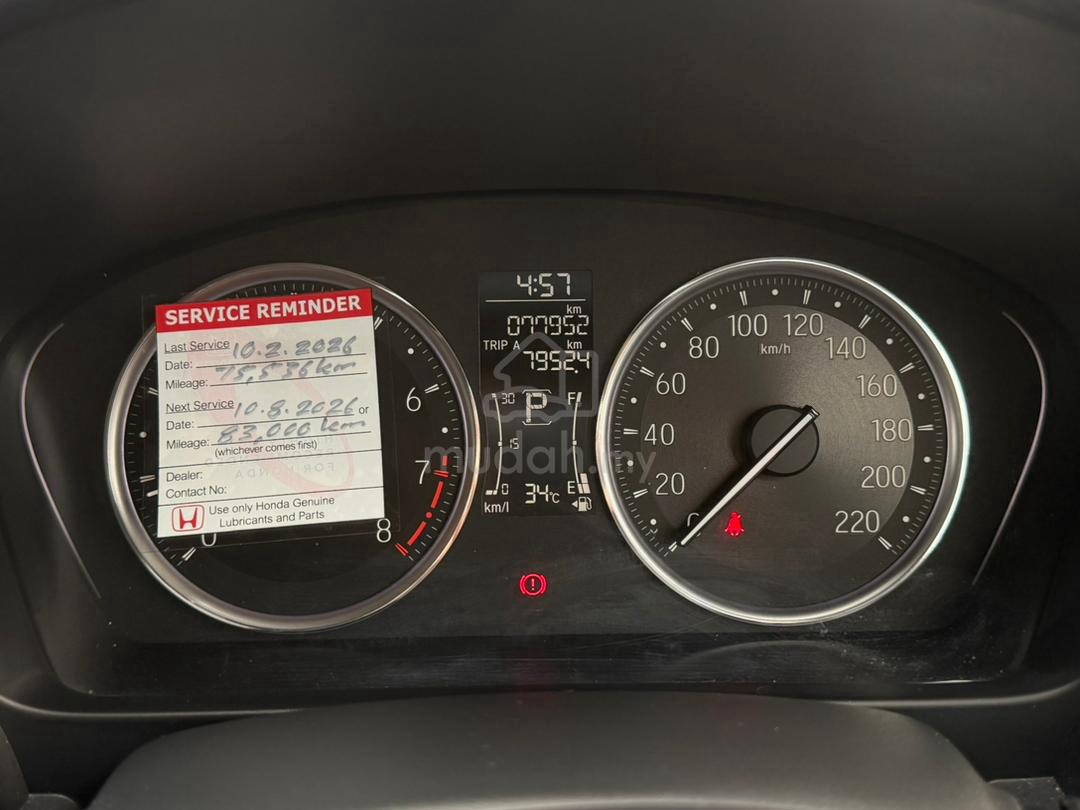 SERVICE REMINDER
Last Service
Date: 10.2.2026
Mileage: 75,536 km
Next Service
Date: 10.8.2026 or
Mileage: 83,000 km
(whichever comes first)
Dealer:
Contact No:
Use only Honda Genuine
Lubricants and Parts
6
7
8
0
4:57
km
077952
TRIP A km
7952.4
30 P F
15
0 E
km/l 34°C
mudah.my
0
20
40
60
80
100
120
140
160
180
200
220
km/h